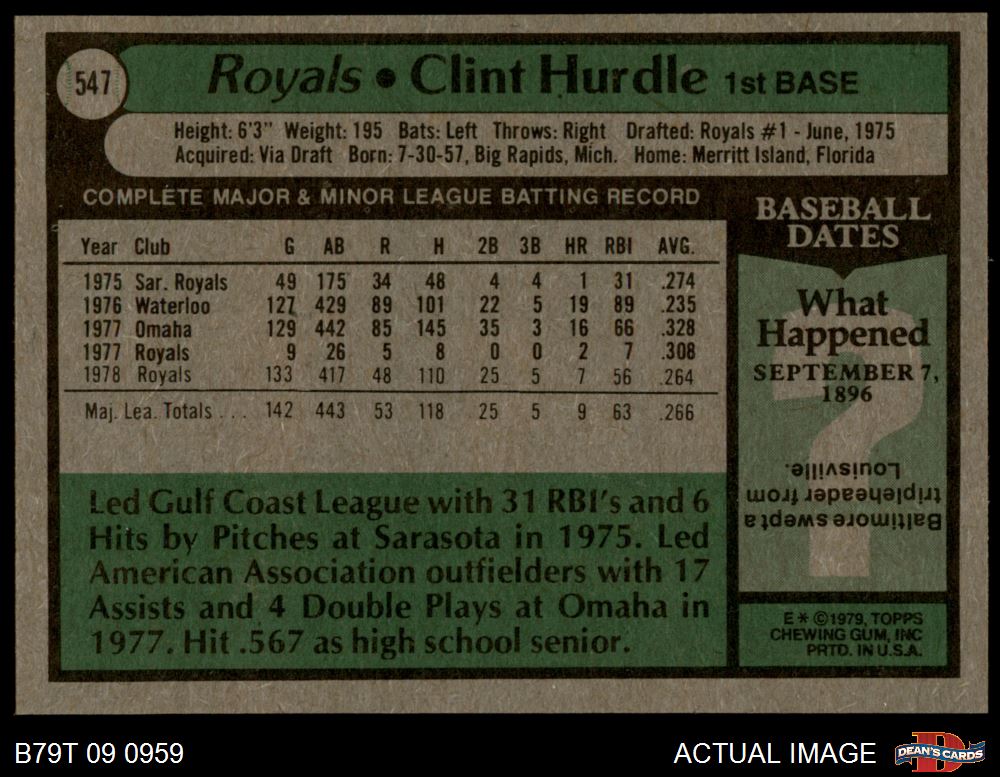 547
Royals • Clint Hurdle 1st BASE
Height: 6'3" Weight: 195 Bats: Left Throws: Right Drafted: Royals #1 - June, 1975
Acquired: Via Draft Born: 7-30-57, Big Rapids, Mich. Home: Merritt Island, Florida
COMPLETE MAJOR & MINOR LEAGUE BATTING RECORD
Year Club G AB R H 2B 3B HR RBI AVG.
1975 Sar. Royals 49 175 34 48 4 4 1 31 .274
1976 Waterloo 127 429 89 101 22 5 19 89 .235
1977 Omaha 129 442 85 145 35 3 16 66 .328
1977 Royals 9 26 5 8 0 0 2 7 .308
1978 Royals 133 417 48 110 25 5 7 56 .264
Maj. Lea. Totals . . . 142 443 53 118 25 5 9 63 .266
Led Gulf Coast League with 31 RBI's and 6
Hits by Pitches at Sarasota in 1975. Led
American Association outfielders with 17
Assists and 4 Double Plays at Omaha in
1977. Hit .567 as high school senior.
BASEBALL
DATES
What
Happened
SEPTEMBER 7,
1896
?
Baltimore swept a
tripleheader from
Louisville.
E * ©1979, TOPPS
CHEWING GUM, INC
PRTD. IN U.S.A.
B79T 09 0959
ACTUAL IMAGE
D
DEAN'S CARDS